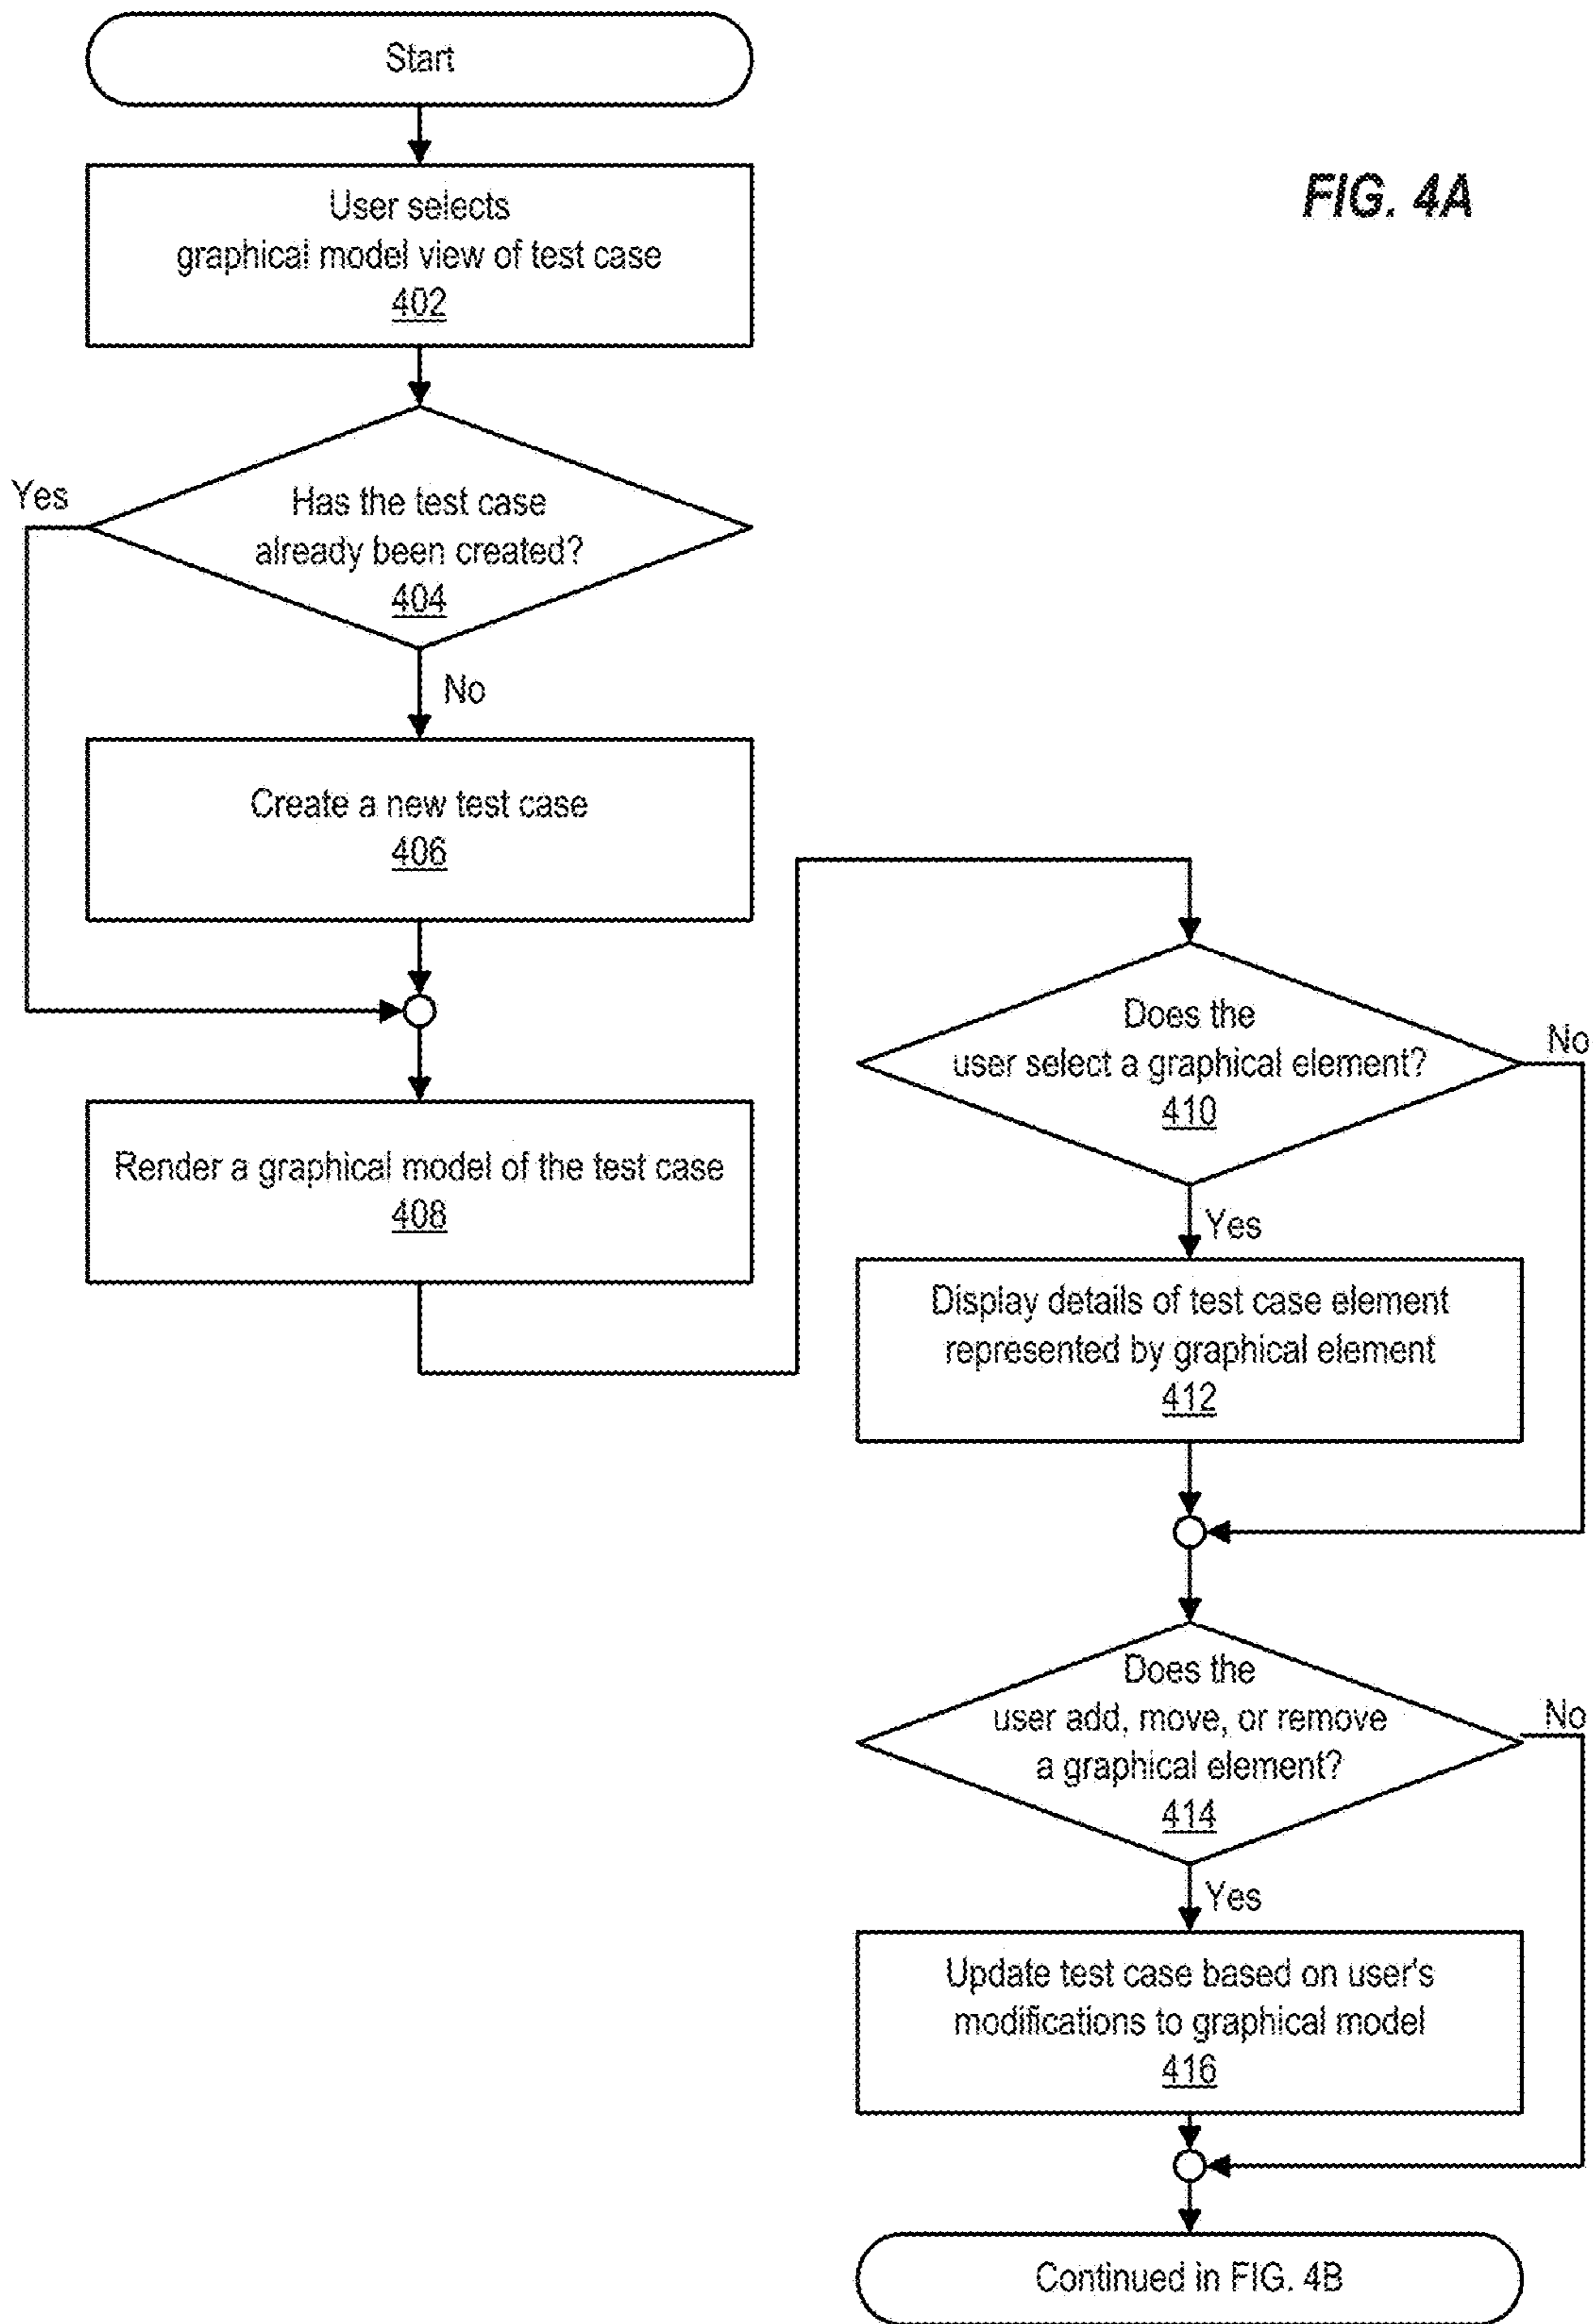 Start
FIG. 4A
User selects
graphical model view of test case
402
Yes
Has the test case
already been created?
404
No
Create a new test case
406
Render a graphical model of the test case
408
Does the
user select a graphical element?
410
No
Yes
Display details of test case element
represented by graphical element
412
Does the
user add, move, or remove
a graphical element?
414
No
Yes
Update test case based on user's
modifications to graphical model
416
Continued in FIG. 4B